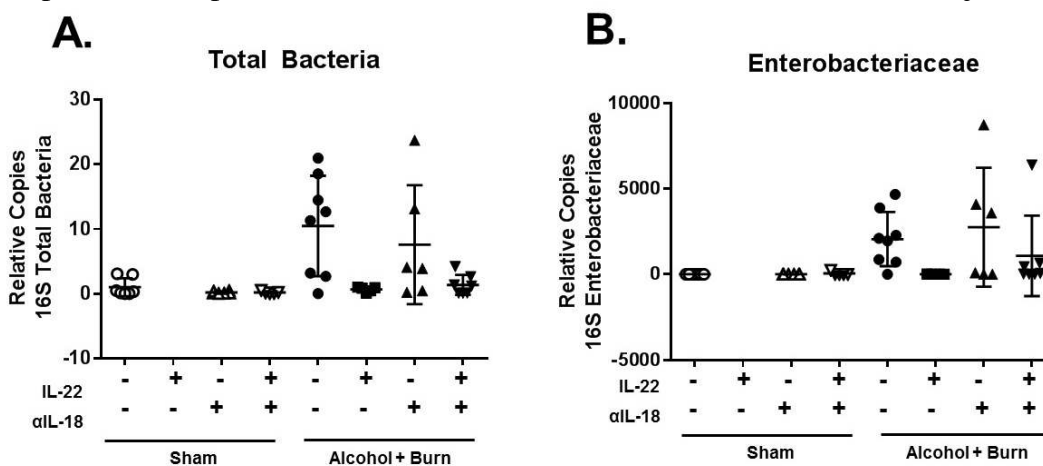 A.
Total Bacteria
Relative Copies
16S Total Bacteria
30
20
10
0
-10
IL-22 - + - + - + - +
αIL-18 - - + + - - + +
Sham Alcohol + Burn
B.
Enterobacteriaceae
Relative Copies
16S Enterobacteriaceae
10000
5000
0
-5000
IL-22 - + - + - + - +
αIL-18 - - + + - - + +
Sham Alcohol + Burn